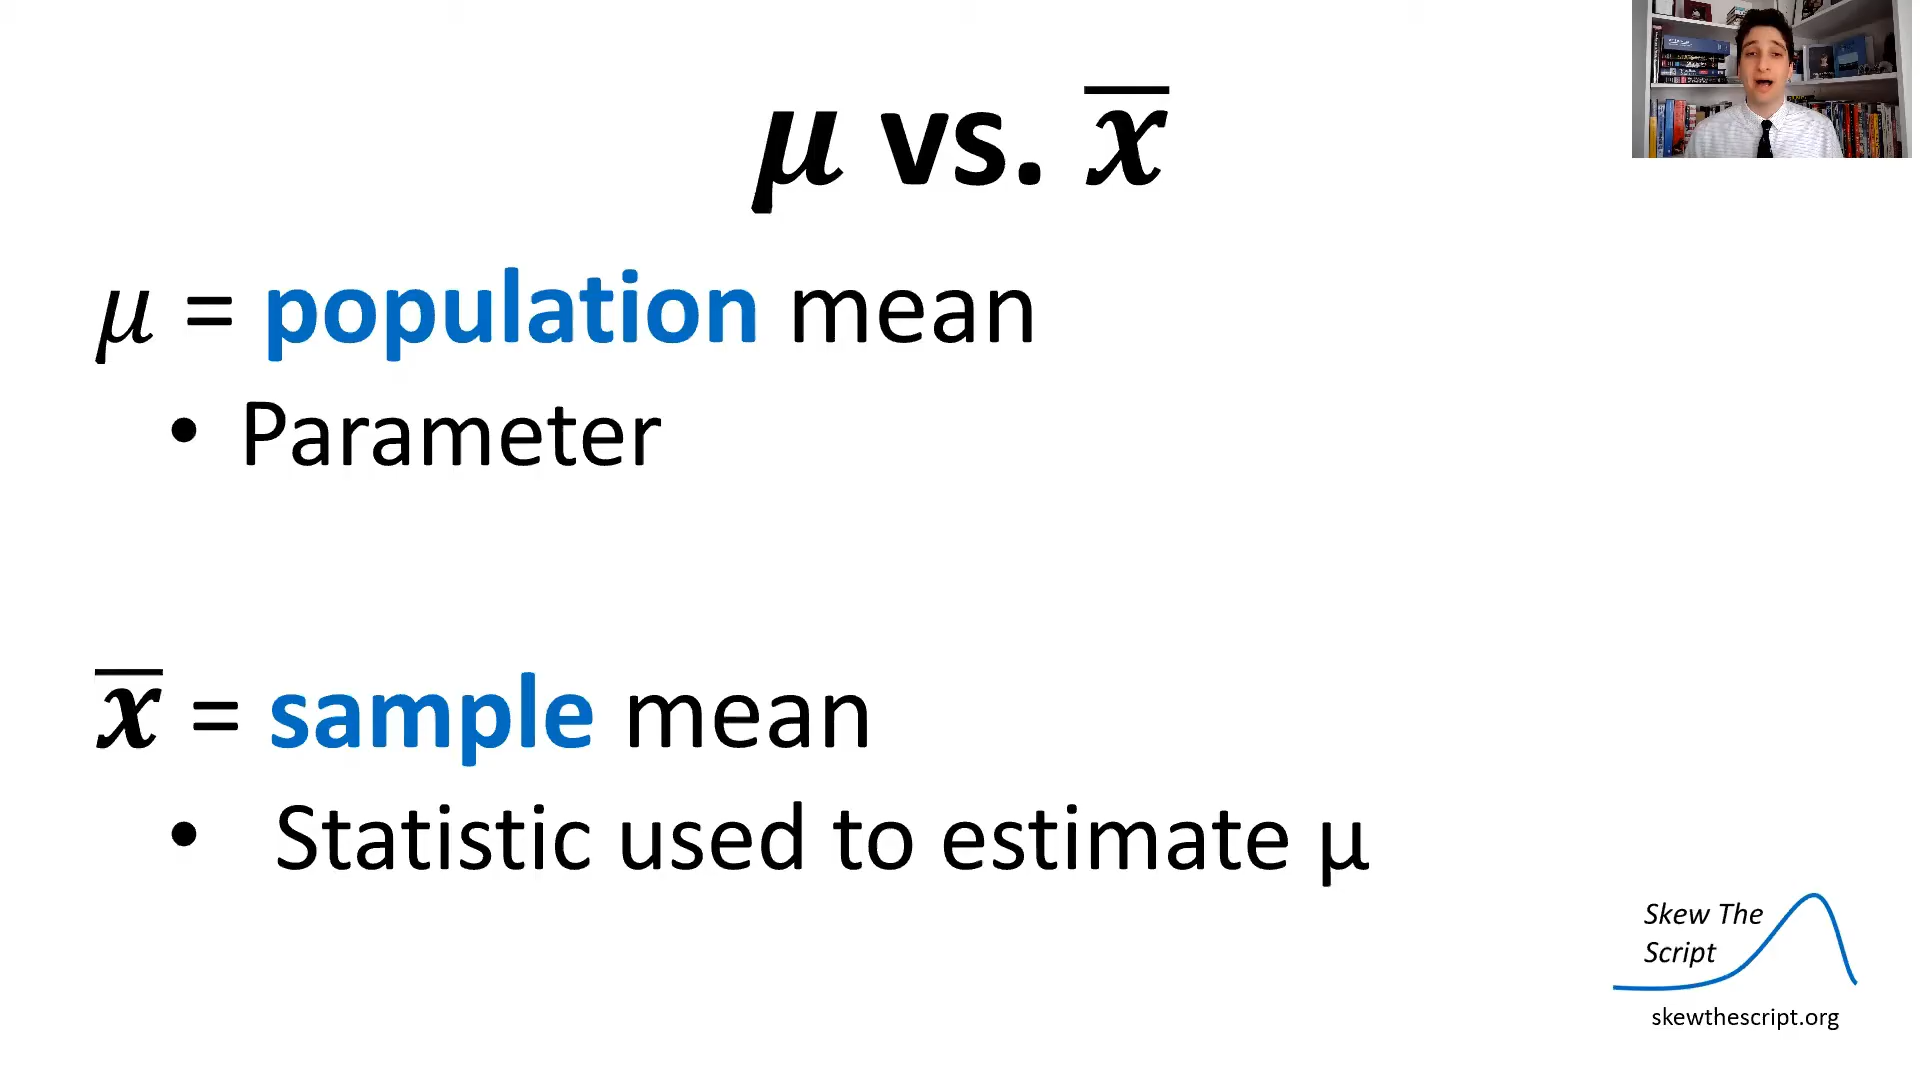 μ vs. x̄
μ = population mean
• Parameter
x̄ = sample mean
• Statistic used to estimate μ
Skew The
Script
skewthescript.org